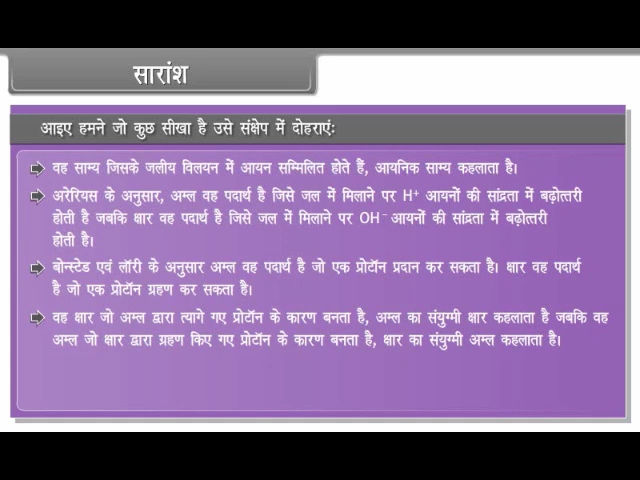 सारांश
आइए हमने जो कुछ सीखा है उसे संक्षेप में दोहराएं:
वह साम्य जिसके जलीय विलयन में आयन सम्मिलित होते हैं, आयनिक साम्य कहलाता है।
अरेरियस के अनुसार, अम्ल वह पदार्थ है जिसे जल में मिलाने पर H⁺ आयनों की सांद्रता में बढ़ोत्तरी
होती है जबकि क्षार वह पदार्थ है जिसे जल में मिलाने पर OH⁻ आयनों की सांद्रता में बढ़ोत्तरी
होती है।
बोन्स्टेड एवं लॉरी के अनुसार अम्ल वह पदार्थ है जो एक प्रोटॉन प्रदान कर सकता है। क्षार वह पदार्थ
है जो एक प्रोटॉन ग्रहण कर सकता है।
वह क्षार जो अम्ल द्वारा त्यागे गए प्रोटॉन के कारण बनता है, अम्ल का संयुग्मी क्षार कहलाता है जबकि वह
अम्ल जो क्षार द्वारा ग्रहण किए गए प्रोटॉन के कारण बनता है, क्षार का संयुग्मी अम्ल कहलाता है।